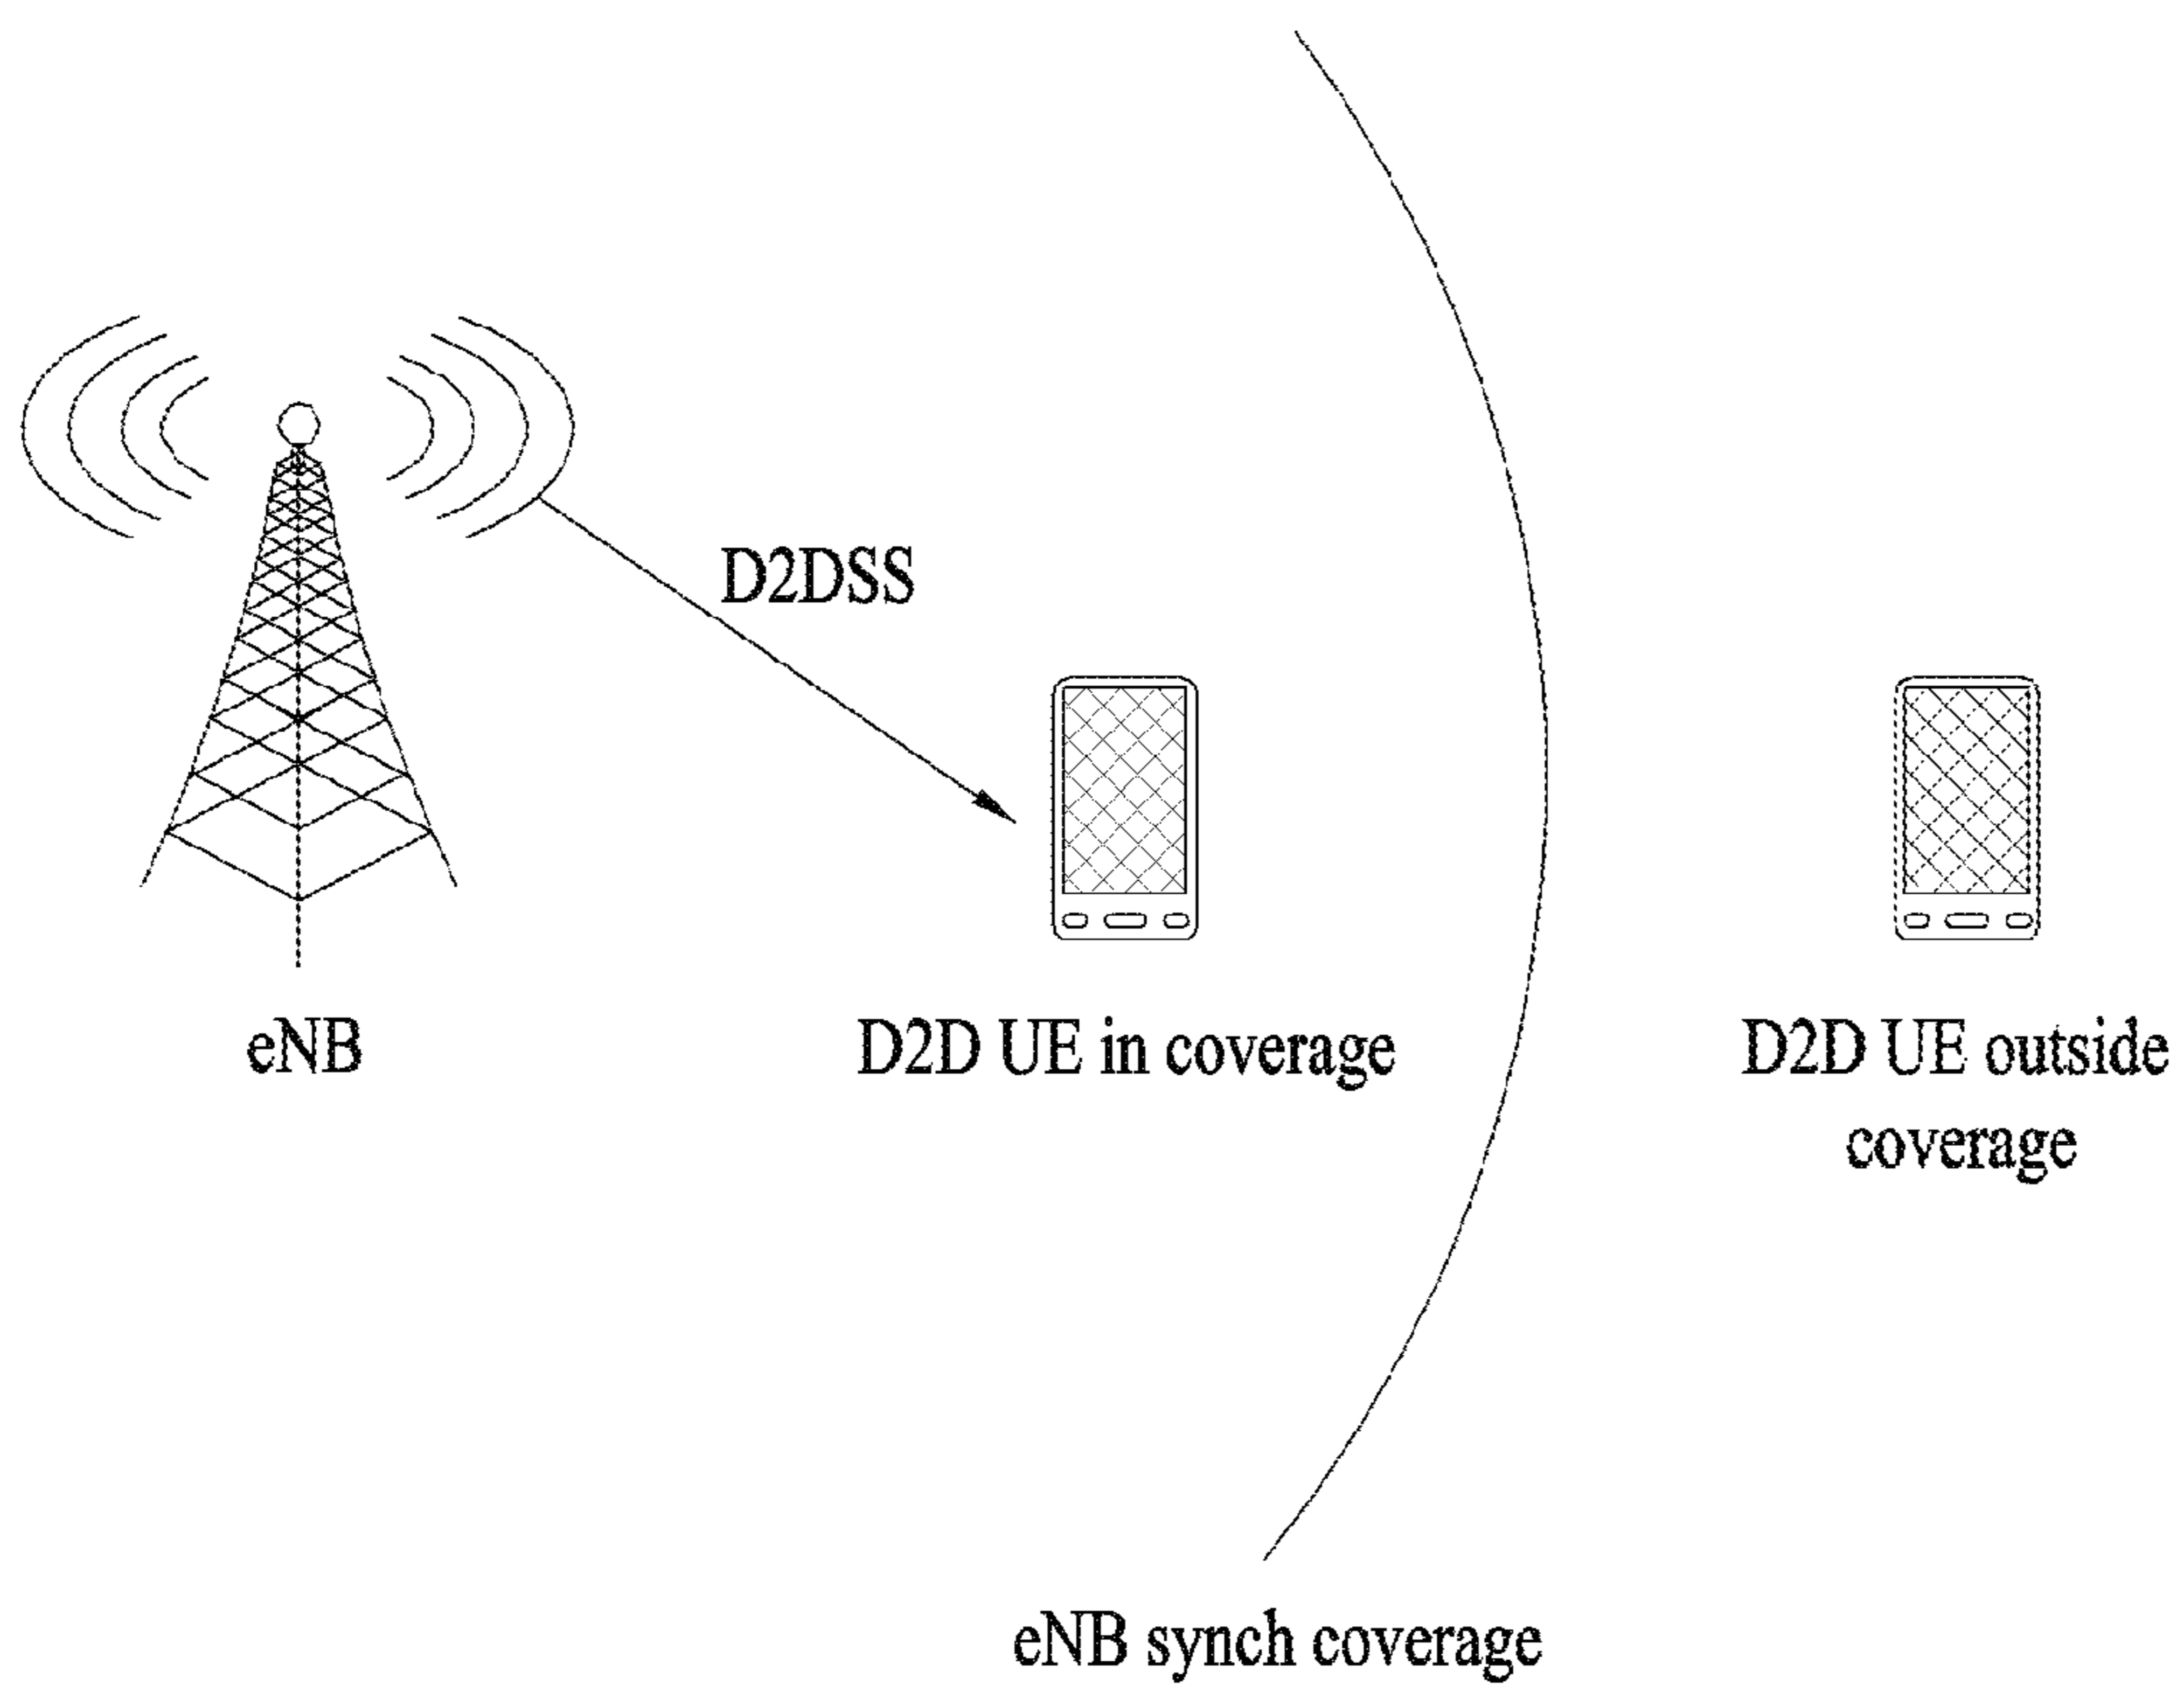 D2DSS
eNB
D2D UE in coverage
D2D UE outside
coverage
eNB synch coverage